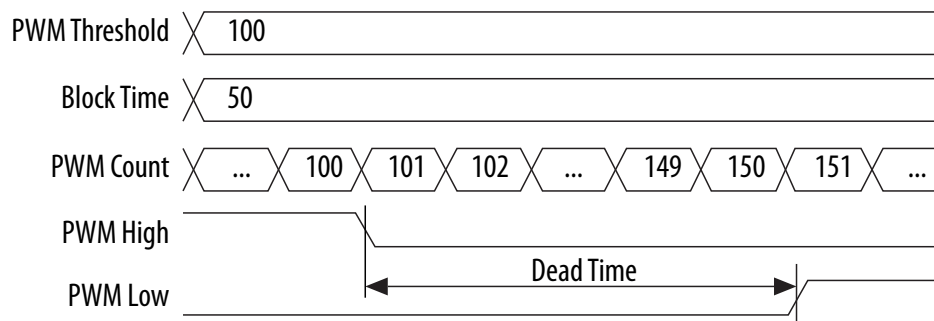 PWM Threshold 100
Block Time 50
PWM Count ... 100 101 102 ... 149 150 151 ...
PWM High
Dead Time
PWM Low